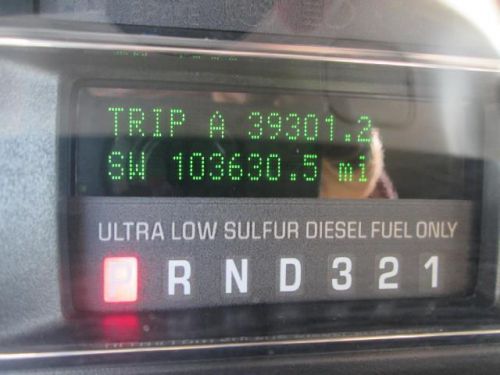 TRIP A 39301.2
SW 103630.5 mi
ULTRA LOW SULFUR DIESEL FUEL ONLY
P R N D 3 2 1